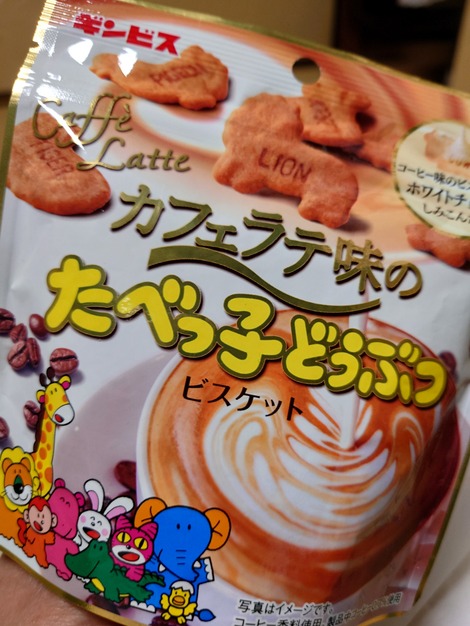 ギンビス
Caffè
Latte
LION
TIGER
コーヒー味のビ
ホワイトチョ
しみこん
カフェラテ味の
たべっ子どうぶつ
ビスケット
写真はイメージです。
コーヒー香料使用